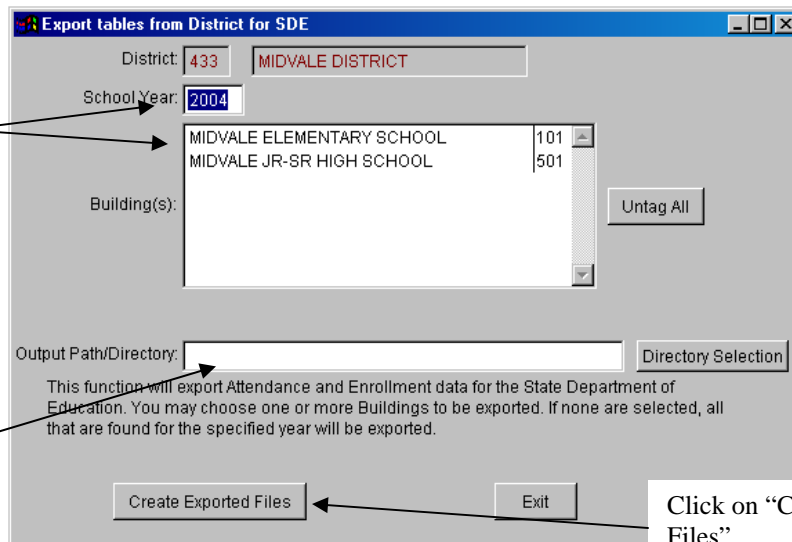 Export tables from District for SDE
District: 433 MIDVALE DISTRICT
School Year: 2004
MIDVALE ELEMENTARY SCHOOL 101
MIDVALE JR-SR HIGH SCHOOL 501
Building(s):
Untag All
Output Path/Directory:
Directory Selection
This function will export Attendance and Enrollment data for the State Department of
Education. You may choose one or more Buildings to be exported. If none are selected, all
that are found for the specified year will be exported.
Create Exported Files
Exit
Click on “C
Files”